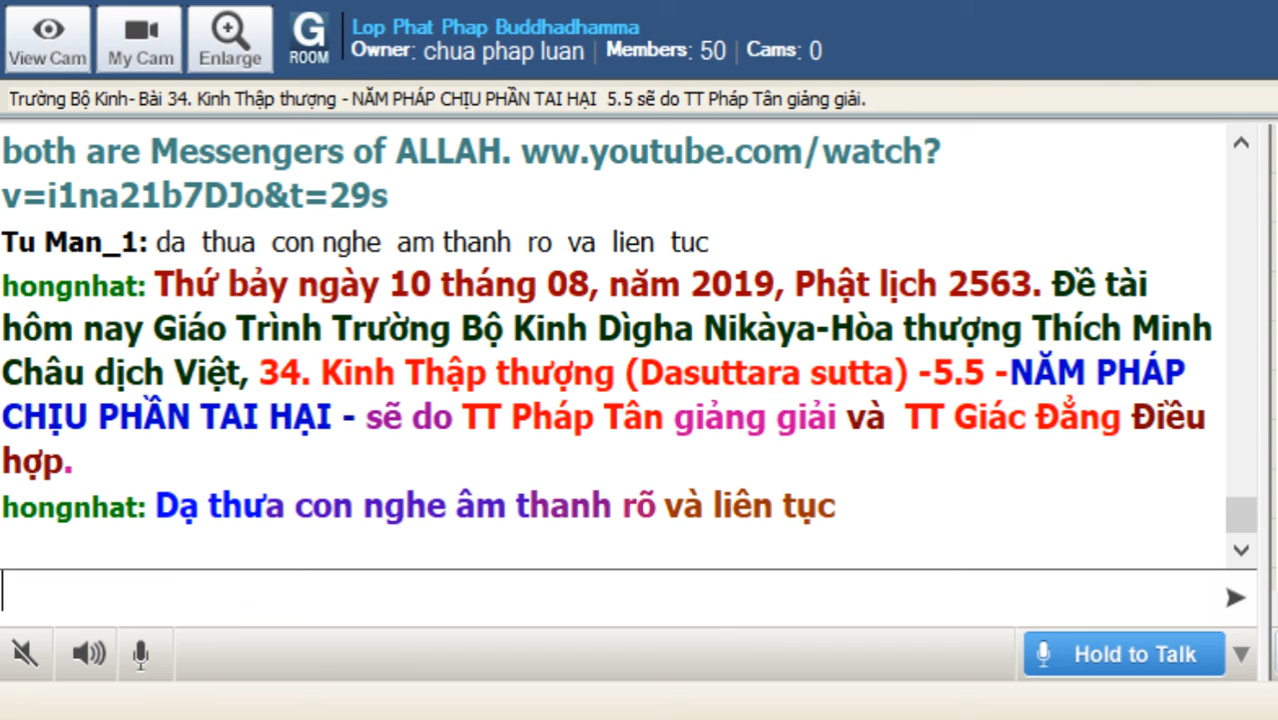 View Cam
My Cam
Enlarge
G ROOM
Lop Phat Phap Buddhadhamma
Owner: chua phap luan | Members: 50 | Cams: 0
Trường Bộ Kinh- Bài 34. Kinh Thập thượng - NĂM PHÁP CHỊU PHẦN TAI HẠI  5.5 sẽ do TT Pháp Tân giảng giải.
both are Messengers of ALLAH. ww.youtube.com/watch?
v=i1na21b7DJo&t=29s
Tu Man_1: da thua con nghe am thanh ro va lien tuc
hongnhat: Thứ bảy ngày 10 tháng 08, năm 2019, Phật lịch 2563. Đề tài
hôm nay Giáo Trình Trường Bộ Kinh Dìgha Nikàya-Hòa thượng Thích Minh
Châu dịch Việt, 34. Kinh Thập thượng (Dasuttara sutta) -5.5 -NĂM PHÁP
CHỊU PHẦN TAI HẠI - sẽ do TT Pháp Tân giảng giải và TT Giác Đẳng Điều
hợp.
hongnhat: Dạ thưa con nghe âm thanh rõ và liên tục
Hold to Talk